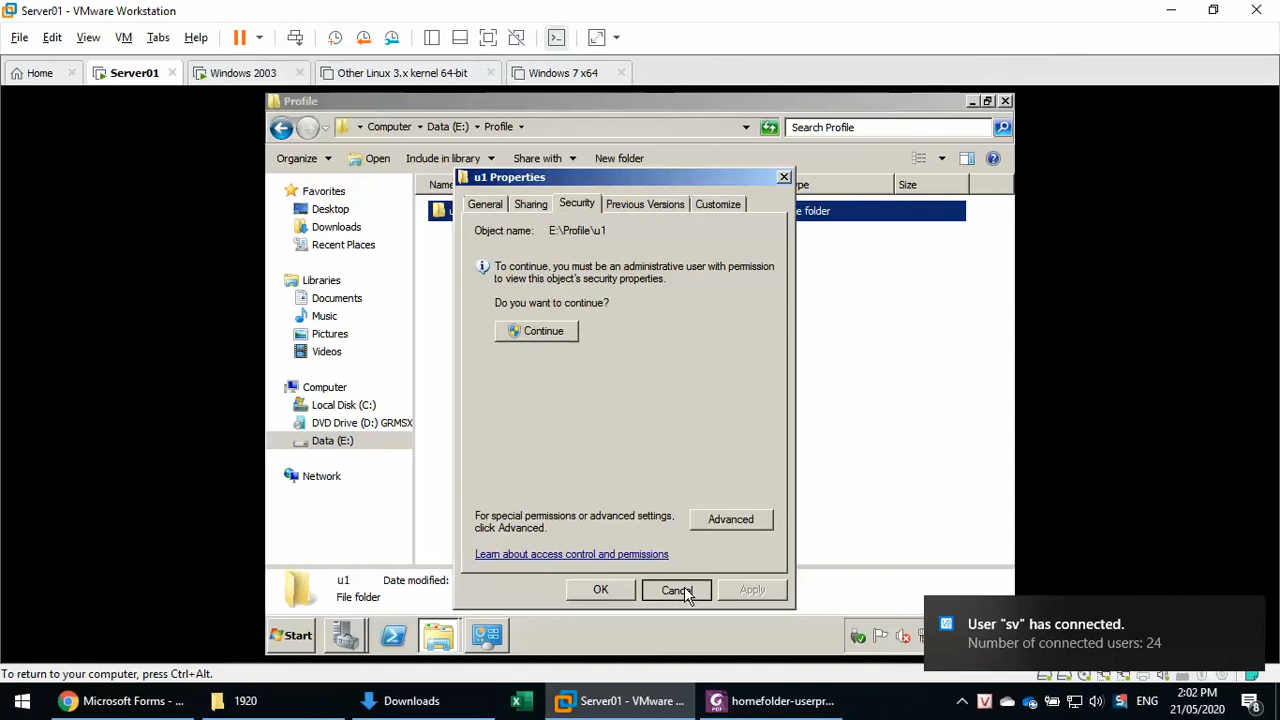 Server01 - VMware Workstation
File Edit View VM Tabs Help
Home Server01 Windows 2003 Other Linux 3.x kernel 64-bit Windows 7 x64
Profile
Computer Data (E:) Profile Search Profile
Organize Open Include in library Share with New folder
Favorites
Desktop
Downloads
Recent Places
Libraries
Documents
Music
Pictures
Videos
Computer
Local Disk (C:)
DVD Drive (D:) GRMSX
Data (E:)
Network
Size
u1 Properties
General Sharing Security Previous Versions Customize
Object name: E:\Profile\u1
To continue, you must be an administrative user with permission
to view this object's security properties.
Do you want to continue?
Continue
For special permissions or advanced settings,
click Advanced.
Advanced
Learn about access control and permissions
OK Cancel Apply
u1 Date modified:
File folder
Start
User "sv" has connected.
Number of connected users: 24
To return to your computer, press Ctrl+Alt.
Microsoft Forms - ... 1920 Downloads Server01 - VMware ... homefolder-userpr...
ENG
2:02 PM
21/05/2020
8